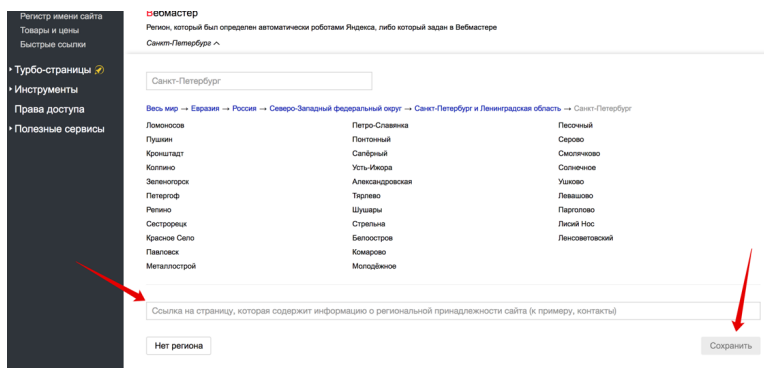 Регистр имени сайта
Товары и цены
Быстрые ссылки
Турбо-страницы
Инструменты
Права доступа
Полезные сервисы
Вебмастер
Регион, который был определен автоматически роботами Яндекса, либо который задан в Вебмастере
Санкт-Петербург
Санкт-Петербург
Весь мир → Евразия → Россия → Северо-Западный федеральный округ → Санкт-Петербург и Ленинградская область → Санкт-Петербург
Ломоносов
Пушкин
Кронштадт
Колпино
Зеленогорск
Петергоф
Репино
Сестрорецк
Красное Село
Павловск
Металлострой
Петро-Славянка
Понтонный
Сапёрный
Усть-Ижора
Александровская
Тярлево
Шушары
Стрельна
Белоостров
Комарово
Молодёжное
Песочный
Серово
Смолячково
Солнечное
Ушково
Левашово
Парголово
Лисий Нос
Ленсоветовский
Ссылка на страницу, которая содержит информацию о региональной принадлежности сайта (к примеру, контакты)
Нет региона
Сохранить